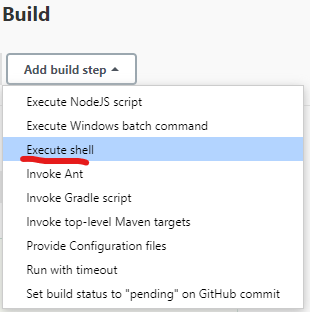 Build
Add build step
Execute NodeJS script
Execute Windows batch command
Execute shell
Invoke Ant
Invoke Gradle script
Invoke top-level Maven targets
Provide Configuration files
Run with timeout
Set build status to "pending" on GitHub commit